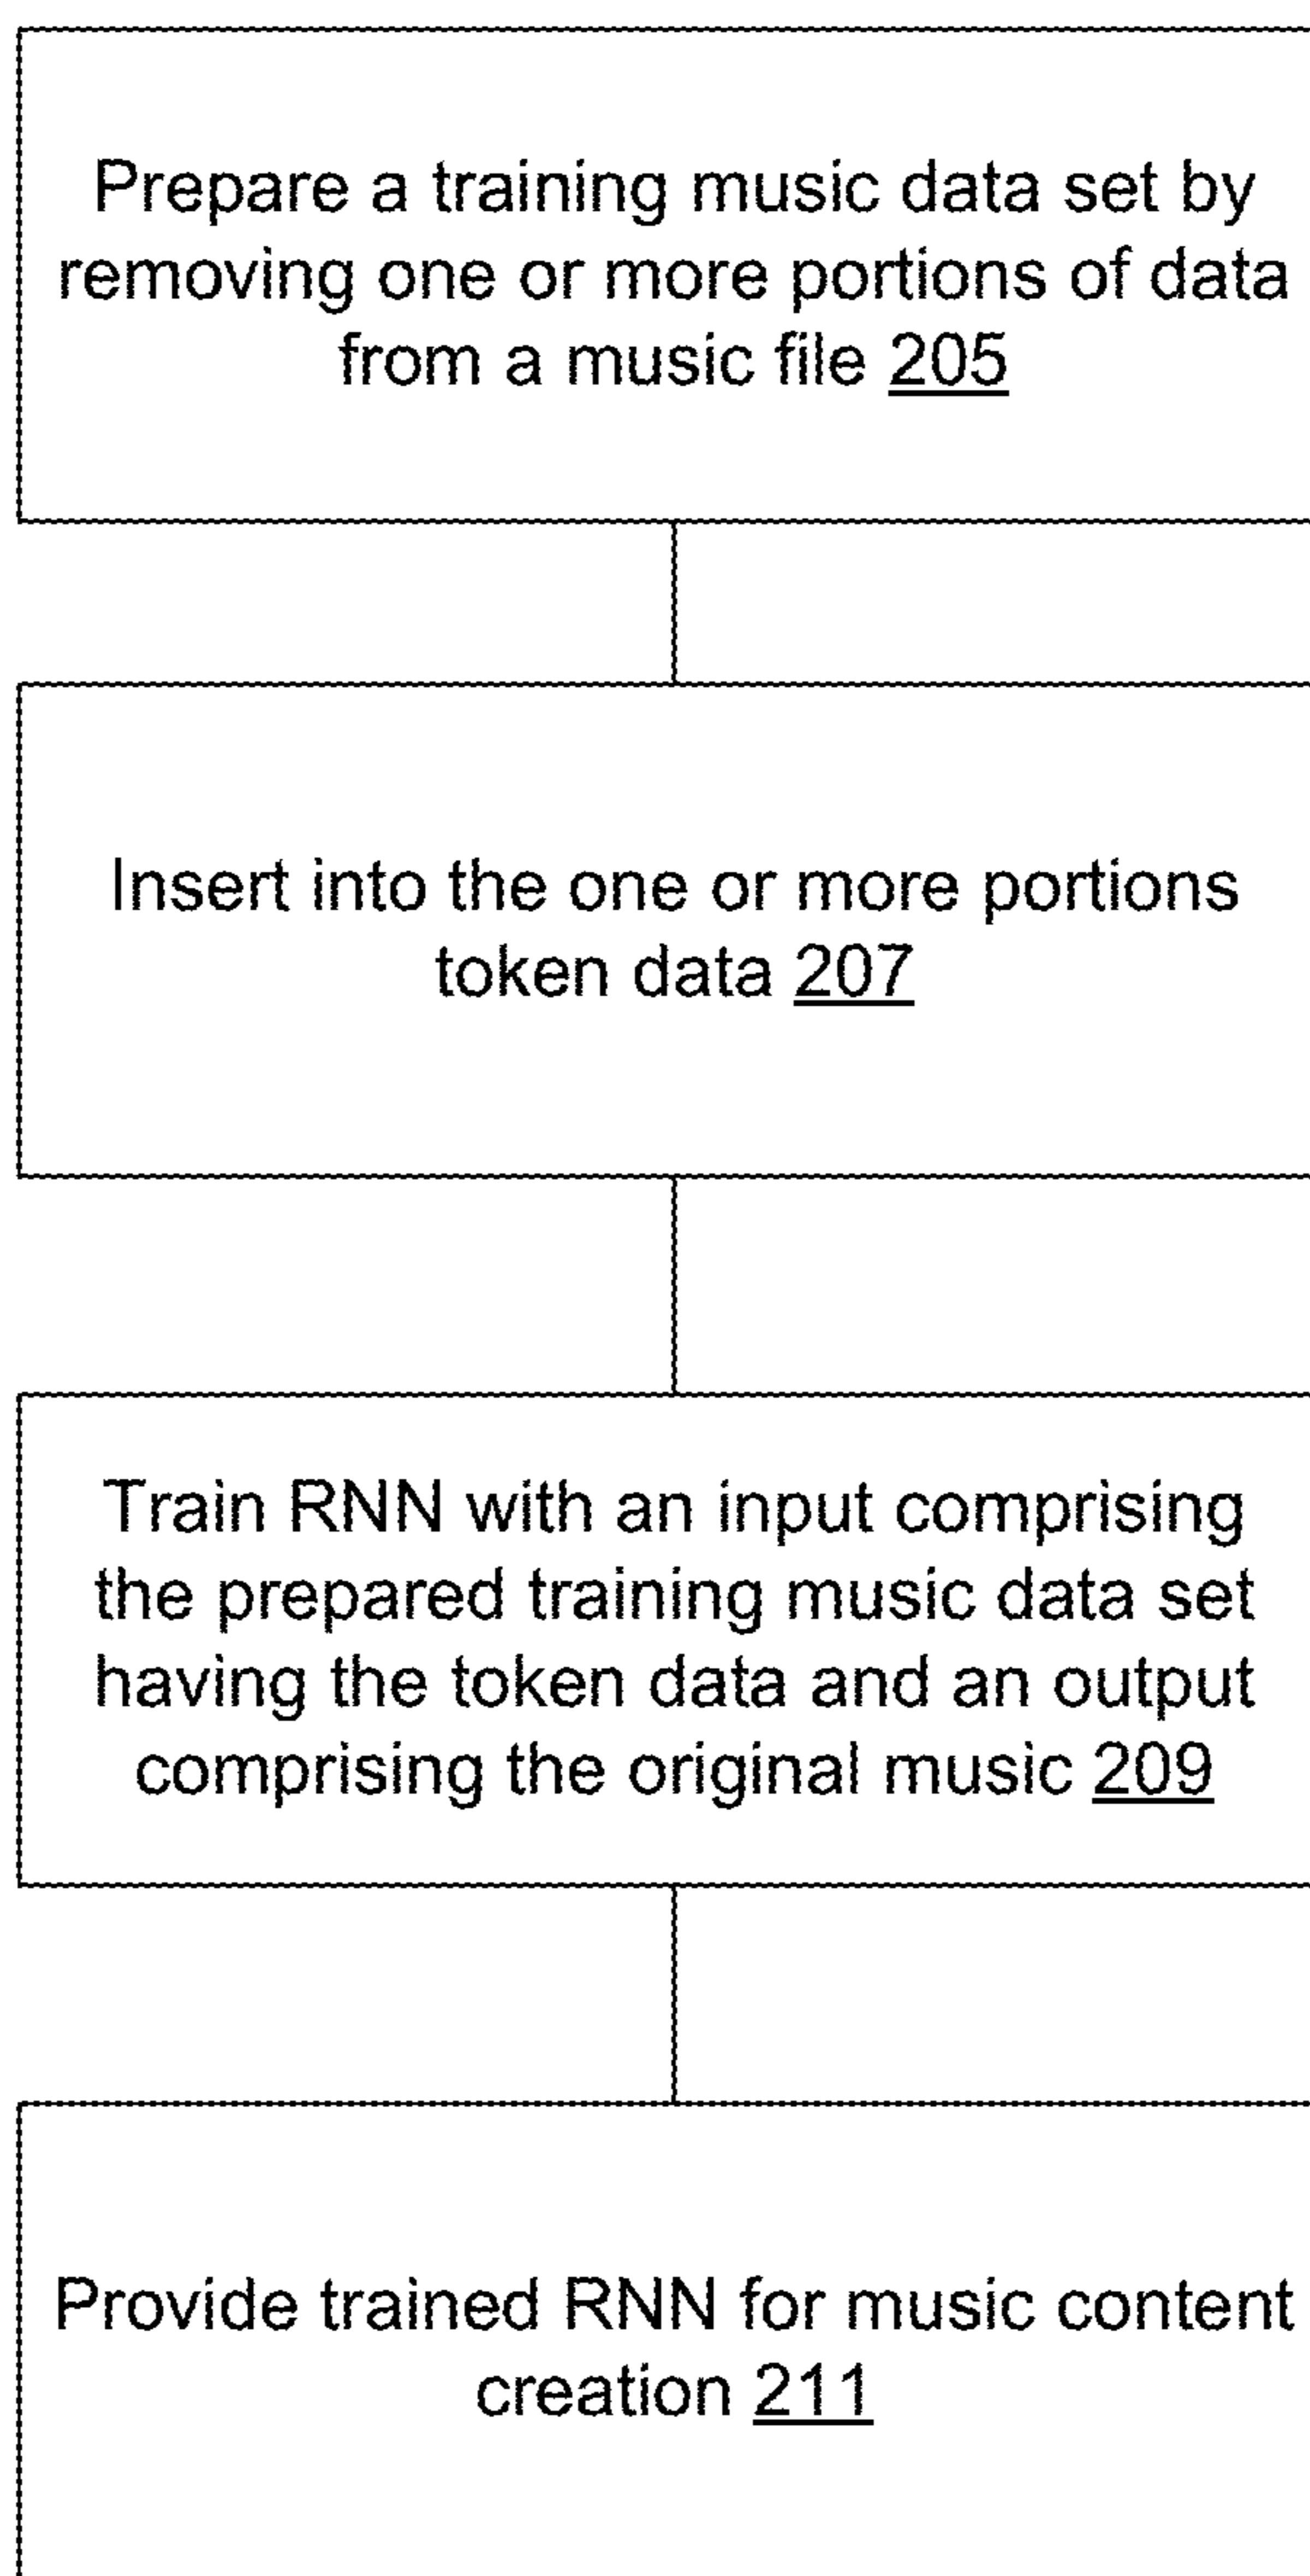 Prepare a training music data set by
removing one or more portions of data
from a music file 205
Insert into the one or more portions
token data 207
Train RNN with an input comprising
the prepared training music data set
having the token data and an output
comprising the original music 209
Provide trained RNN for music content
creation 211